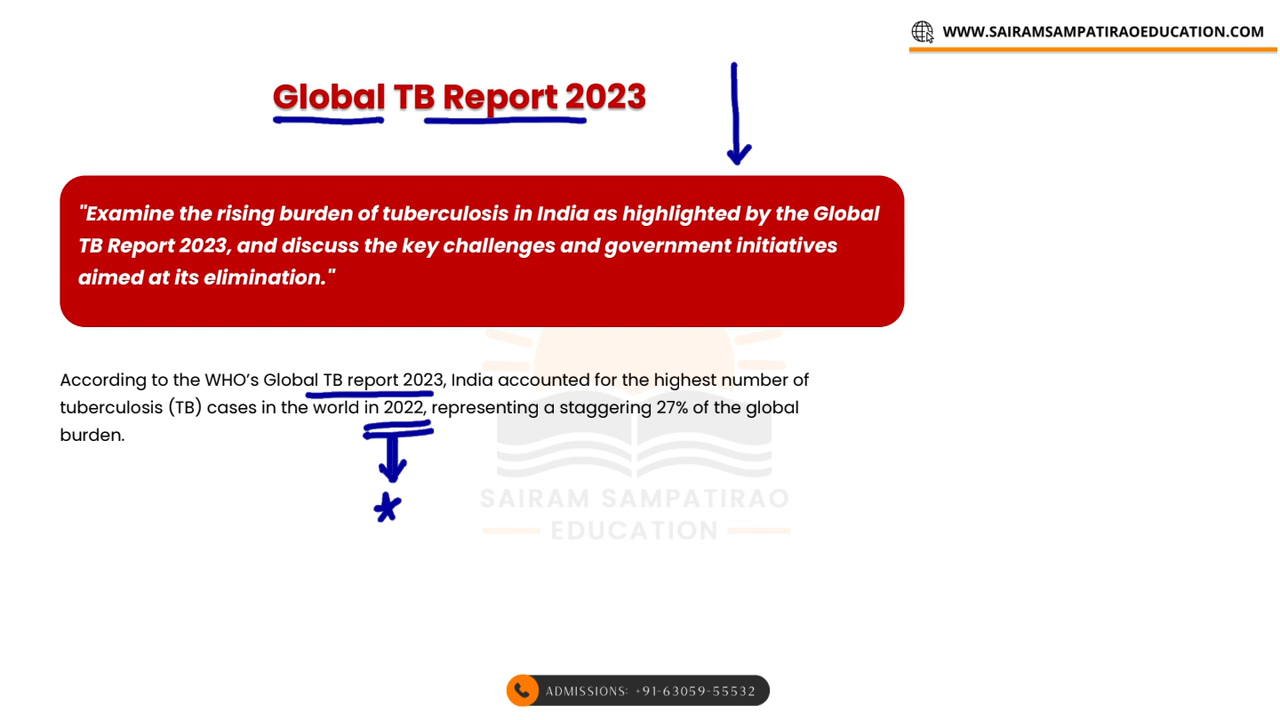 WWW.SAIRAMSAMPATIRAOEDUCATION.COM
Global TB Report 2023
"Examine the rising burden of tuberculosis in India as highlighted by the Global
TB Report 2023, and discuss the key challenges and government initiatives
aimed at its elimination."
According to the WHO’s Global TB report 2023, India accounted for the highest number of
tuberculosis (TB) cases in the world in 2022, representing a staggering 27% of the global
burden.
SAIRAM SAMPATIRAO
EDUCATION
ADMISSIONS: +91-63059-55532